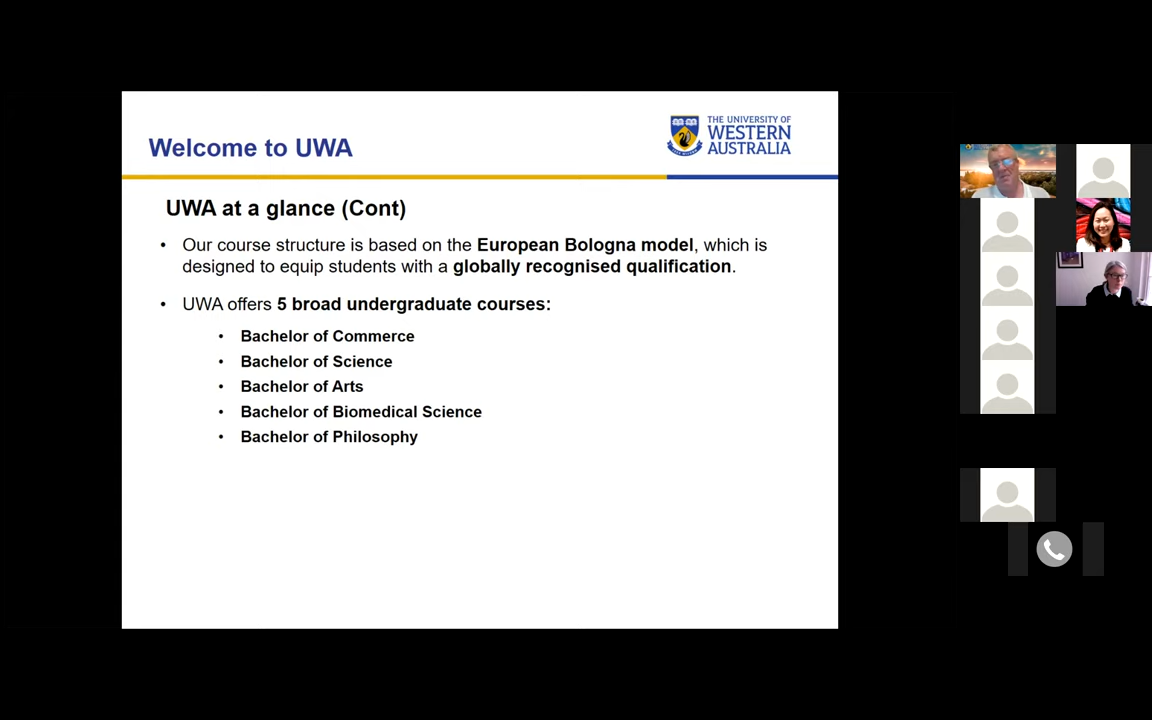 Welcome to UWA
THE UNIVERSITY OF
WESTERN
AUSTRALIA
UWA at a glance (Cont)
• Our course structure is based on the European Bologna model, which is
designed to equip students with a globally recognised qualification.
• UWA offers 5 broad undergraduate courses:
• Bachelor of Commerce
• Bachelor of Science
• Bachelor of Arts
• Bachelor of Biomedical Science
• Bachelor of Philosophy